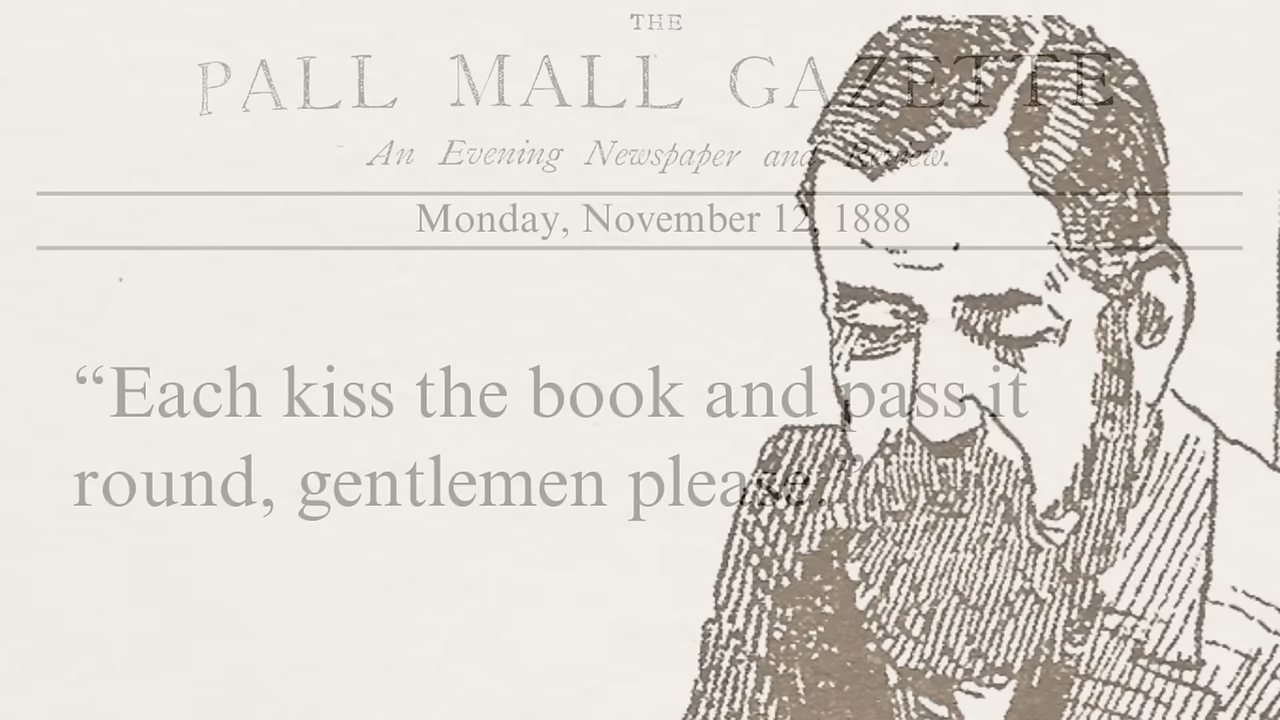 THE
PALL MALL GAZETTE
An Evening Newspaper and Review.
Monday, November 12, 1888
“Each kiss the book and pass it
round, gentlemen please.”